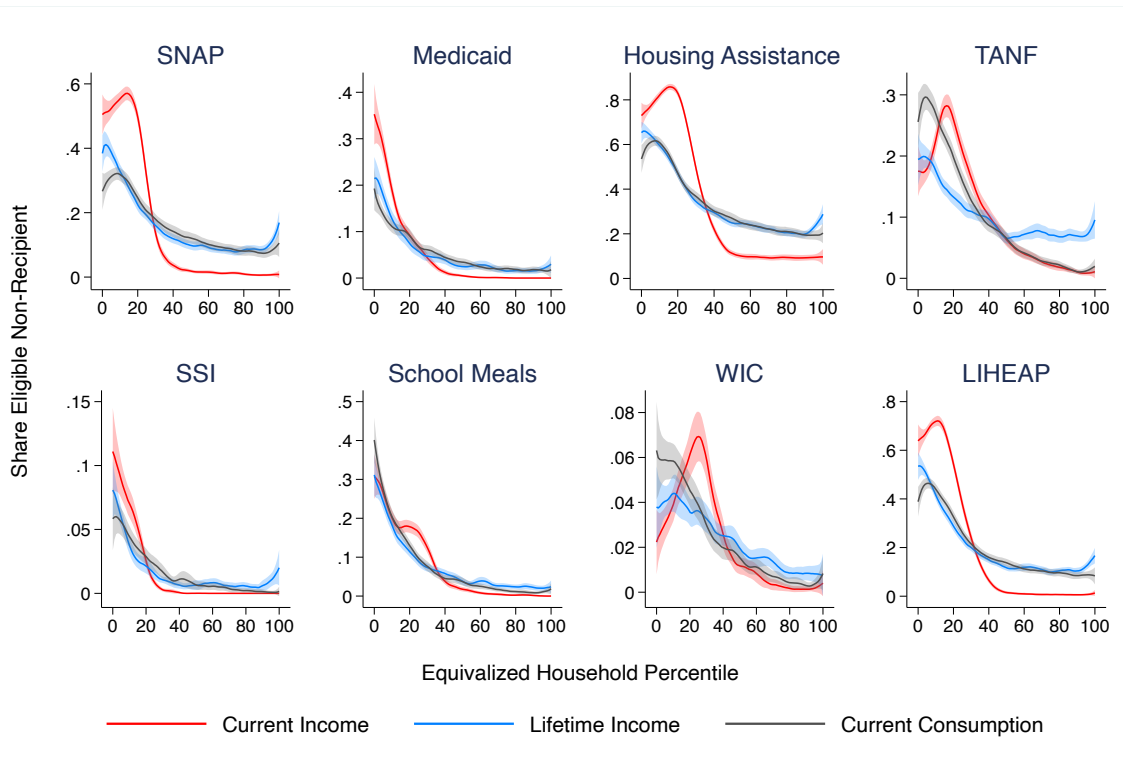 SNAP
Medicaid
Housing Assistance
TANF
.6
.4
.2
0
0 20 40 60 80 100
.4
.3
.2
.1
0
0 20 40 60 80 100
.8
.6
.4
.2
0
0 20 40 60 80 100
.3
.2
.1
0
0 20 40 60 80 100
Share Eligible Non-Recipient
SSI
School Meals
WIC
LIHEAP
.15
.1
.05
0
0 20 40 60 80 100
.5
.4
.3
.2
.1
0
0 20 40 60 80 100
.08
.06
.04
.02
0
0 20 40 60 80 100
.8
.6
.4
.2
0
0 20 40 60 80 100
Equivalized Household Percentile
Current Income
Lifetime Income
Current Consumption